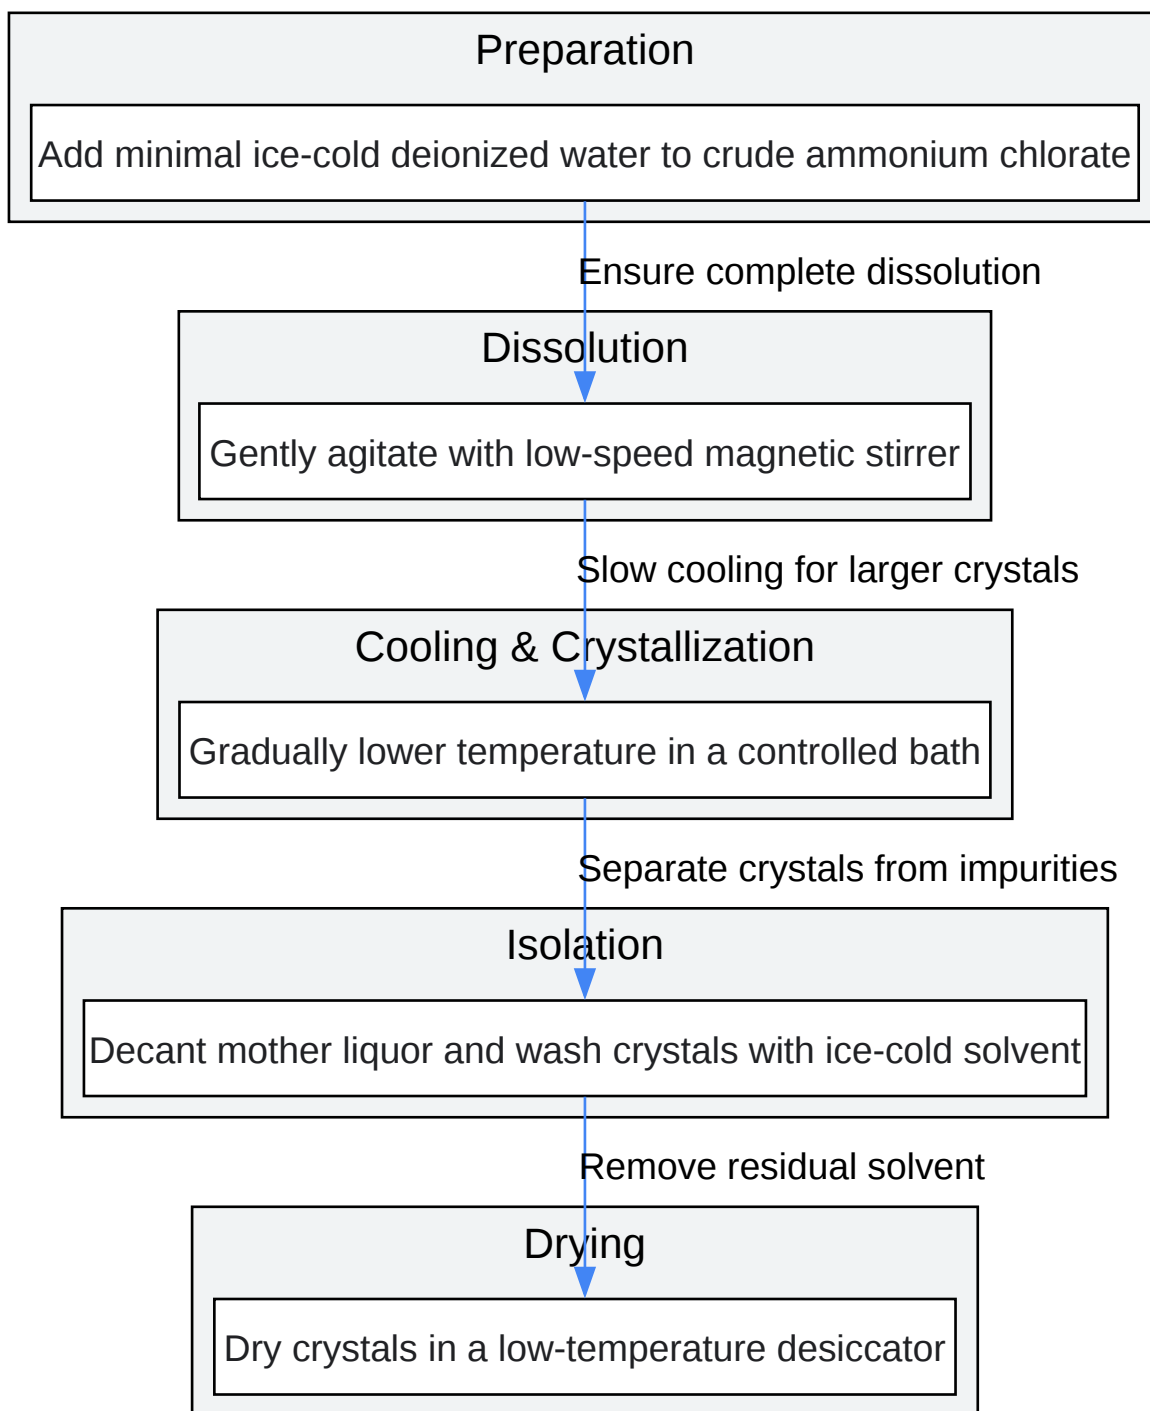 Preparation
Add minimal ice-cold deionized water to crude ammonium chlorate
Ensure complete dissolution
Dissolution
Gently agitate with low-speed magnetic stirrer
Slow cooling for larger crystals
Cooling & Crystallization
Gradually lower temperature in a controlled bath
Separate crystals from impurities
Isolation
Decant mother liquor and wash crystals with ice-cold solvent
Remove residual solvent
Drying
Dry crystals in a low-temperature desiccator